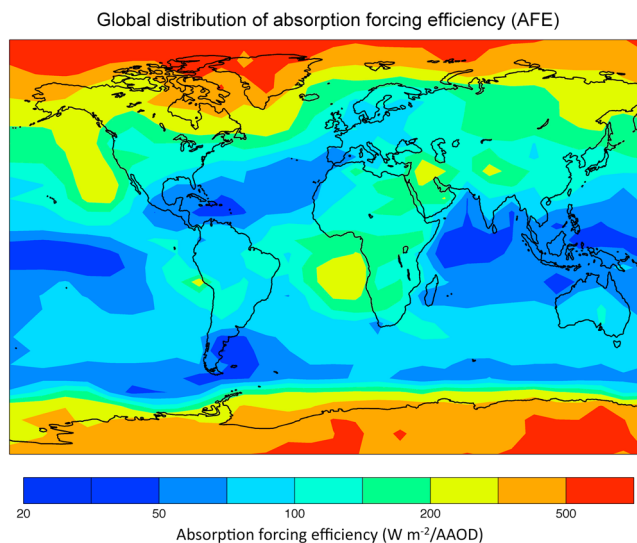 Global distribution of absorption forcing efficiency (AFE)
20 50 100 200 500
Absorption forcing efficiency (W m⁻²/AAOD)